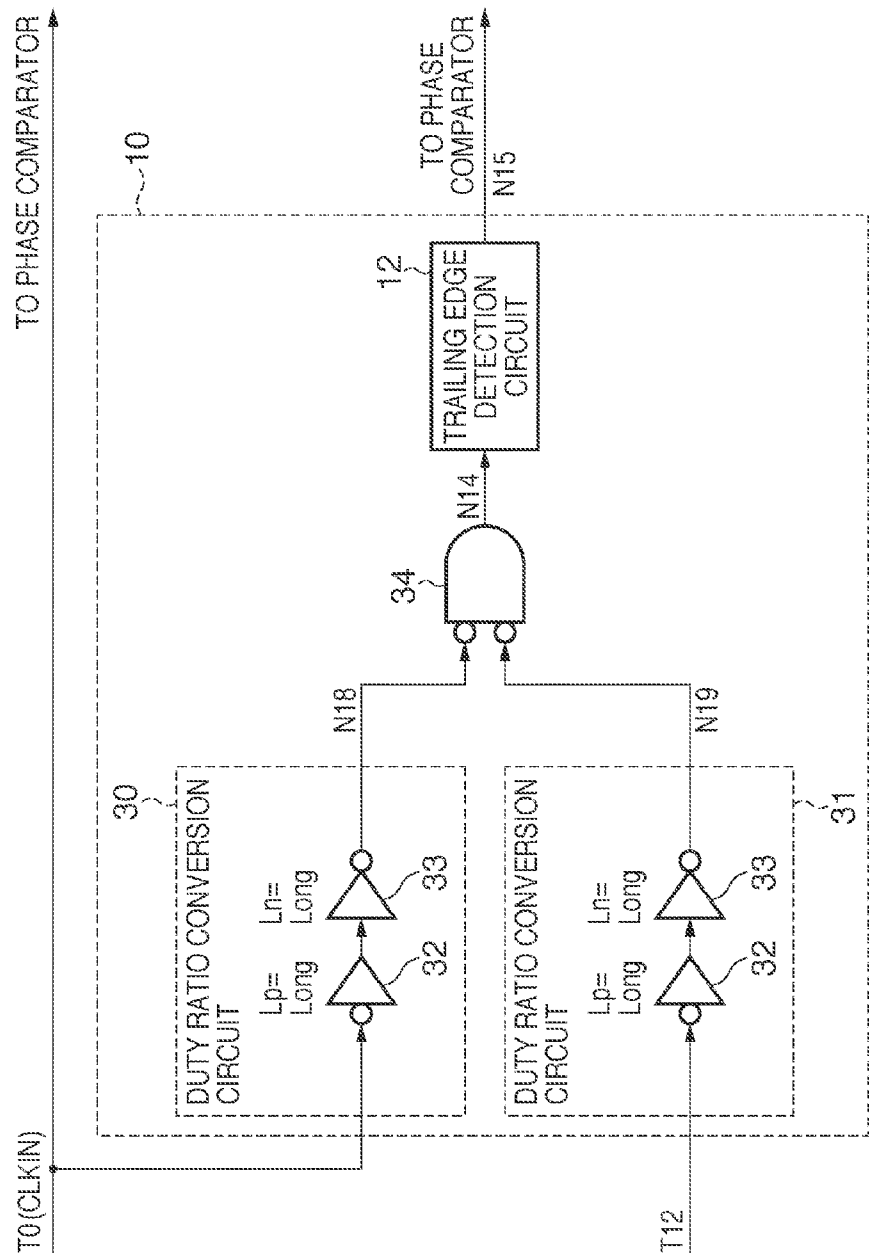 TO PHASE COMPARATOR
10
TO PHASE
COMPARATOR
N15
12
TRAILING EDGE
DETECTION
CIRCUIT
N14
34
N18
N19
30
DUTY RATIO CONVERSION
CIRCUIT
Lp=
Long
Ln=
Long
32
33
31
DUTY RATIO CONVERSION
CIRCUIT
Lp=
Long
Ln=
Long
32
33
T0(CLKIN)
T12